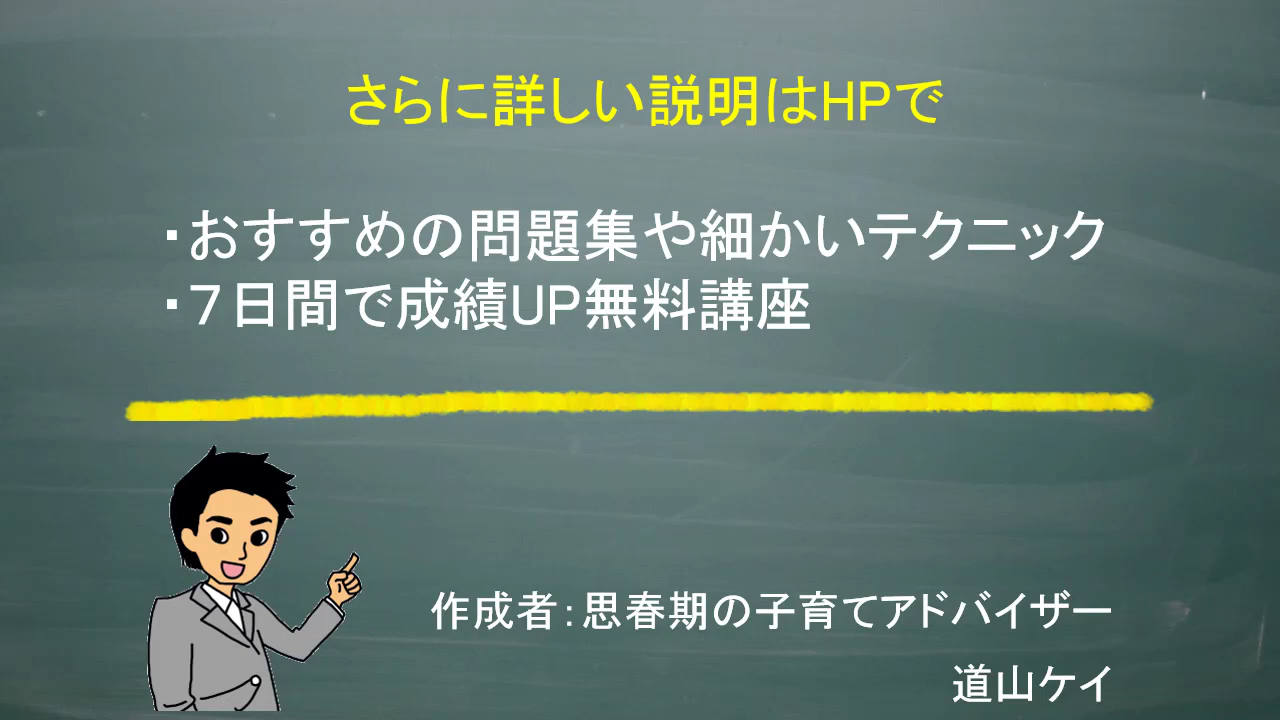 さらに詳しい説明はHPで
・おすすめの問題集や細かいテクニック
・７日間で成績UP無料講座
作成者：思春期の子育てアドバイザー
道山ケイ